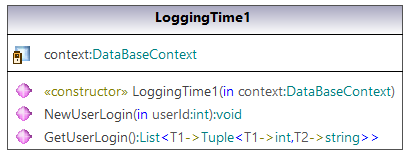 LoggingTime1
context:DataBaseContext
«constructor» LoggingTime1(in context:DataBaseContext)
NewUserLogin(in userId:int):void
GetUserLogin():List<T1->Tuple<T1->int,T2->string>>